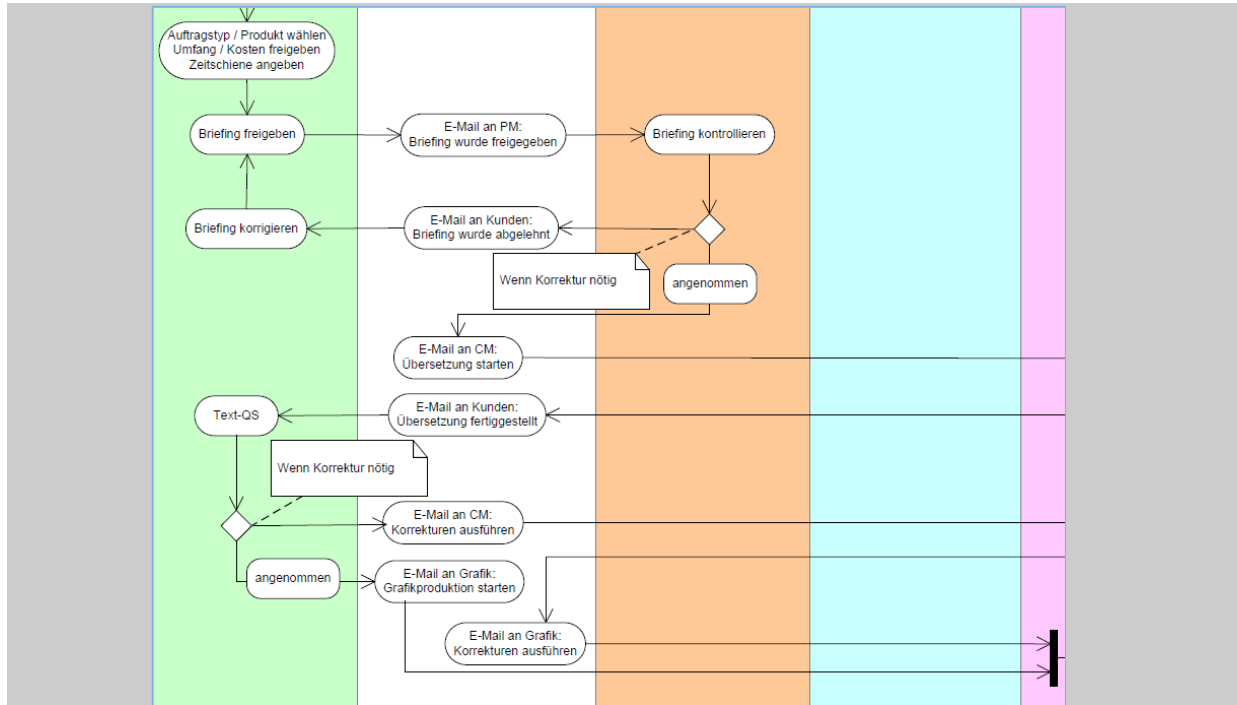 Auftragstyp / Produkt wählen
Umfang / Kosten freigeben
Zeitschiene angeben
Briefing freigeben
E-Mail an PM:
Briefing wurde freigegeben
Briefing kontrollieren
Briefing korrigieren
E-Mail an Kunden:
Briefing wurde abgelehnt
Wenn Korrektur nötig
angenommen
E-Mail an CM:
Übersetzung starten
Text-QS
E-Mail an Kunden:
Übersetzung fertiggestellt
Wenn Korrektur nötig
E-Mail an CM:
Korrekturen ausführen
angenommen
E-Mail an Grafik:
Grafikproduktion starten
E-Mail an Grafik:
Korrekturen ausführen